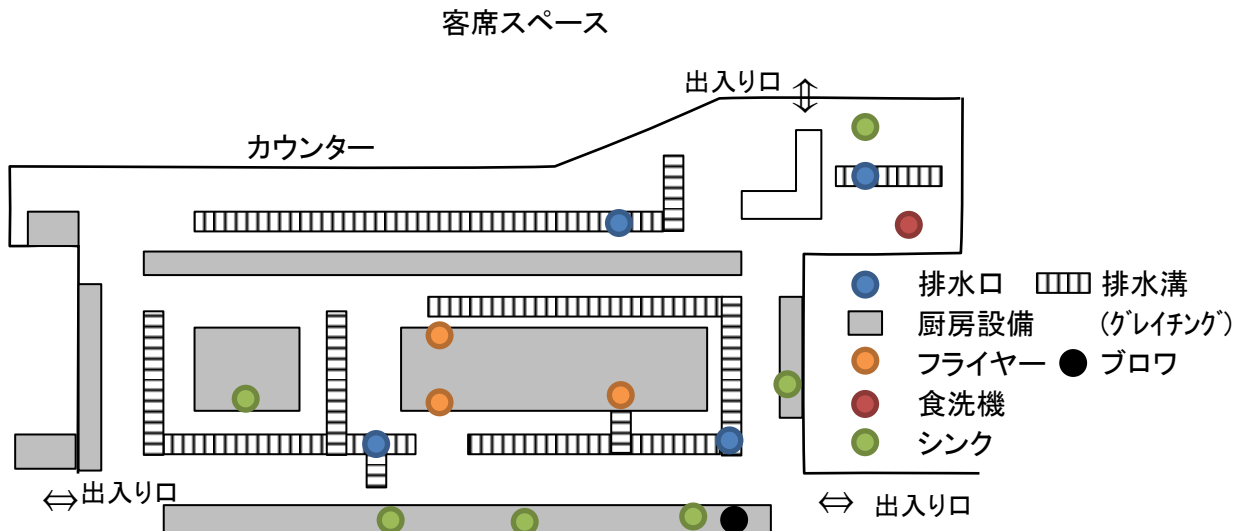 客席スペース
出入り口
カウンター
排水口
排水溝
厨房設備
(ｸﾞﾚｲﾁﾝｸﾞ)
フライヤー
ブロワ
食洗機
シンク
出入り口
出入り口